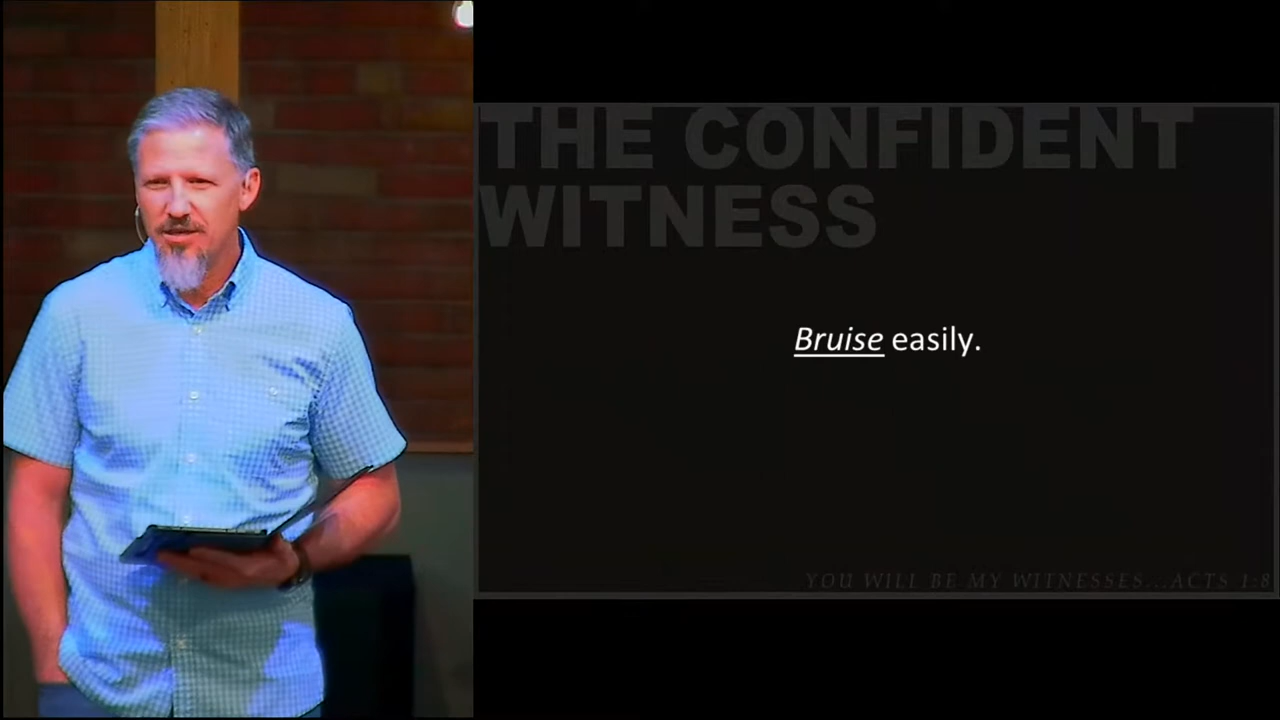 THE CONFIDENT
WITNESS
Bruise easily.
YOU WILL BE MY WITNESSES...ACTS 1:8